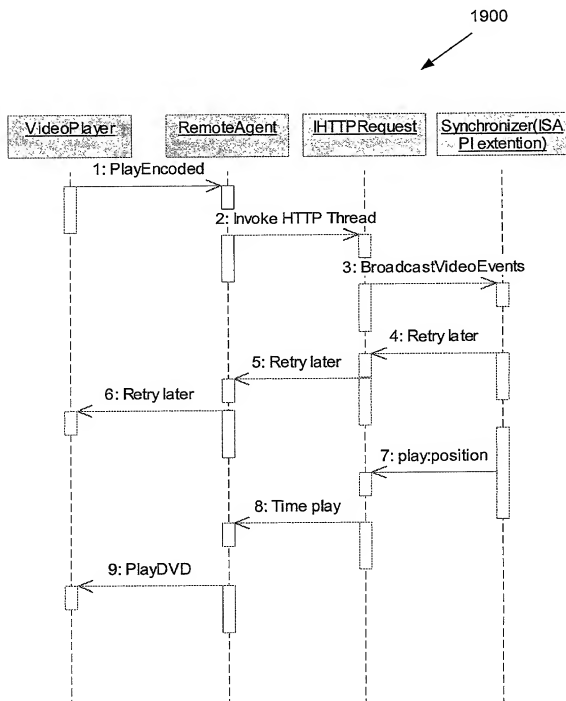 1900
VideoPlayer
RemoteAgent
IHTTPRequest
Synchronizer(ISA
PI extention)
1: PlayEncoded
2: Invoke HTTP Thread
3: BroadcastVideoEvents
4: Retry later
5: Retry later
6: Retry later
7: play:position
8: Time play
9: PlayDVD